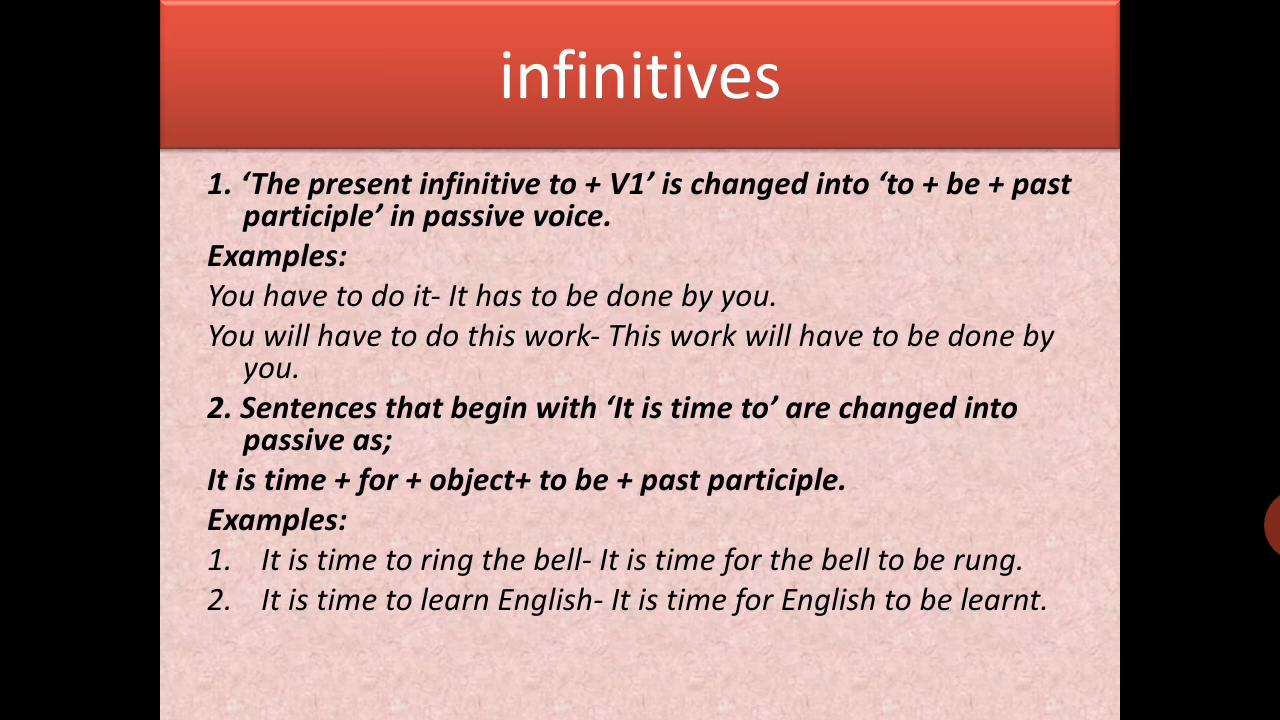 infinitives
1. ‘The present infinitive to + V1’ is changed into ‘to + be + past
participle’ in passive voice.
Examples:
You have to do it- It has to be done by you.
You will have to do this work- This work will have to be done by
you.
2. Sentences that begin with ‘It is time to’ are changed into
passive as;
It is time + for + object+ to be + past participle.
Examples:
1. It is time to ring the bell- It is time for the bell to be rung.
2. It is time to learn English- It is time for English to be learnt.